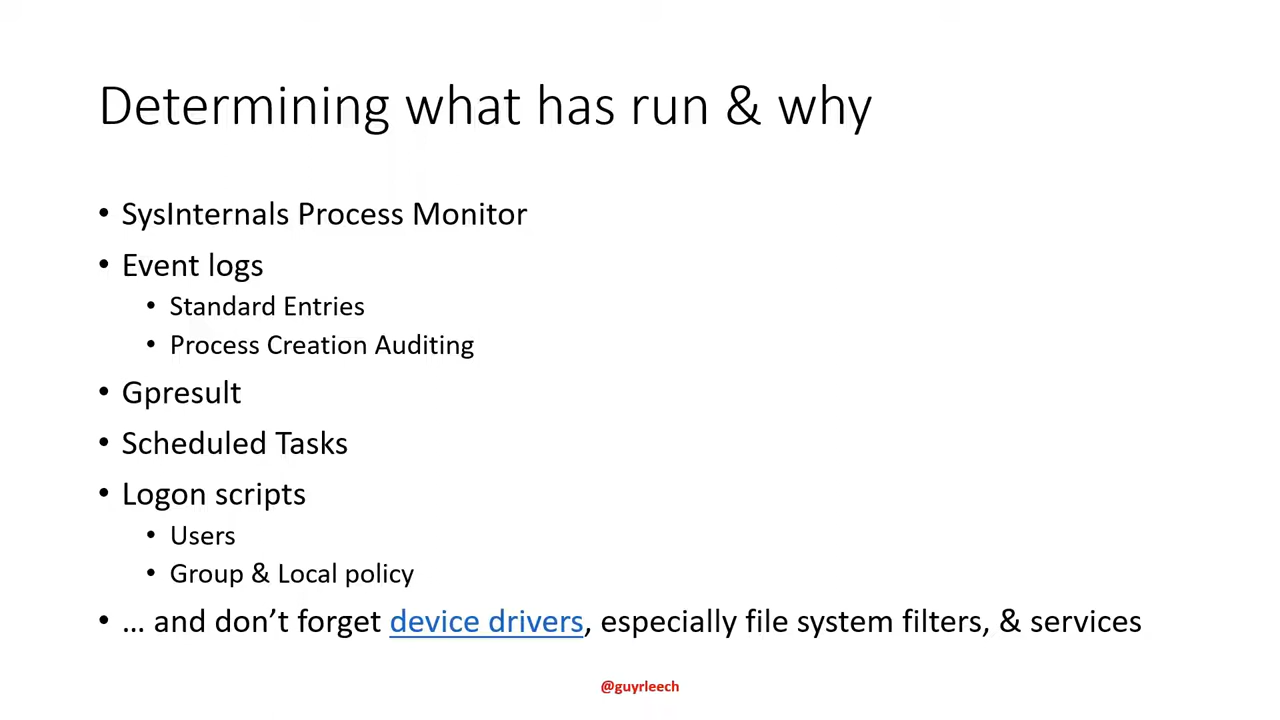 Determining what has run & why
• SysInternals Process Monitor
• Event logs
• Standard Entries
• Process Creation Auditing
• Gpresult
• Scheduled Tasks
• Logon scripts
• Users
• Group & Local policy
• … and don’t forget device drivers, especially file system filters, & services
@guyrleech